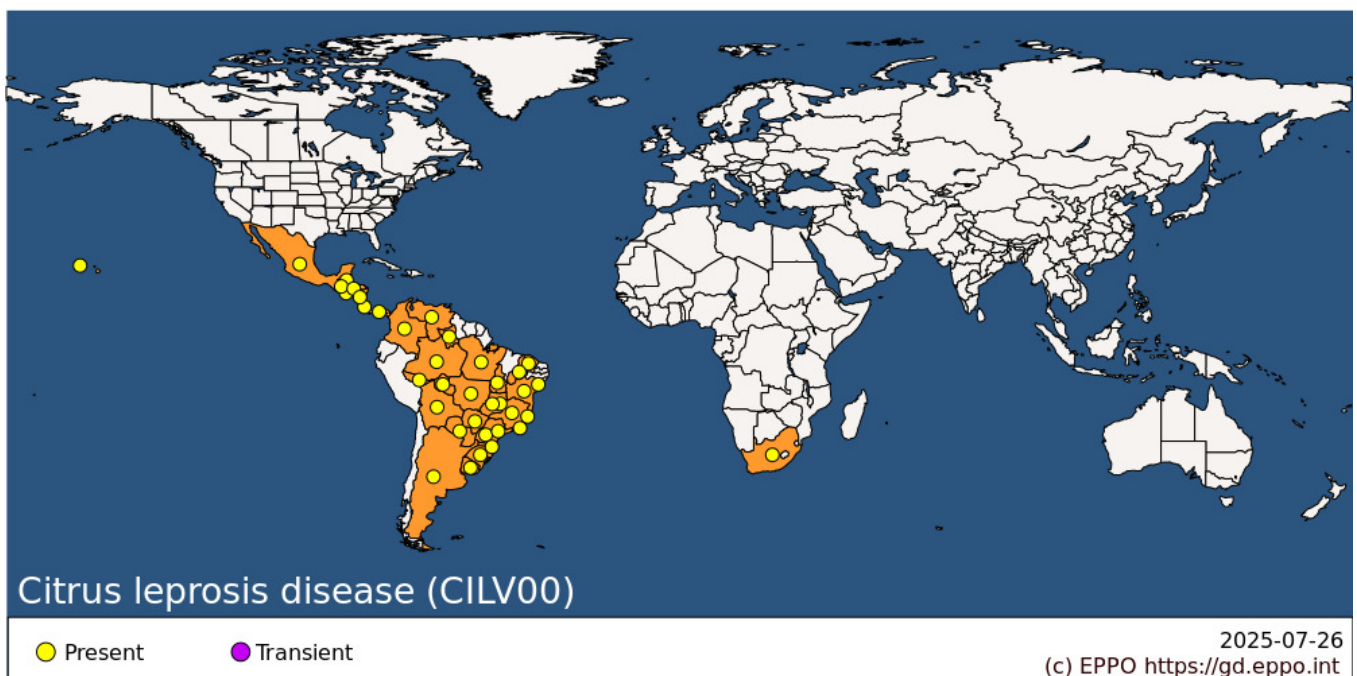 Citrus leprosis disease (CILV00)
Present
Transient
2025-07-26
(c) EPPO https://gd.eppo.int